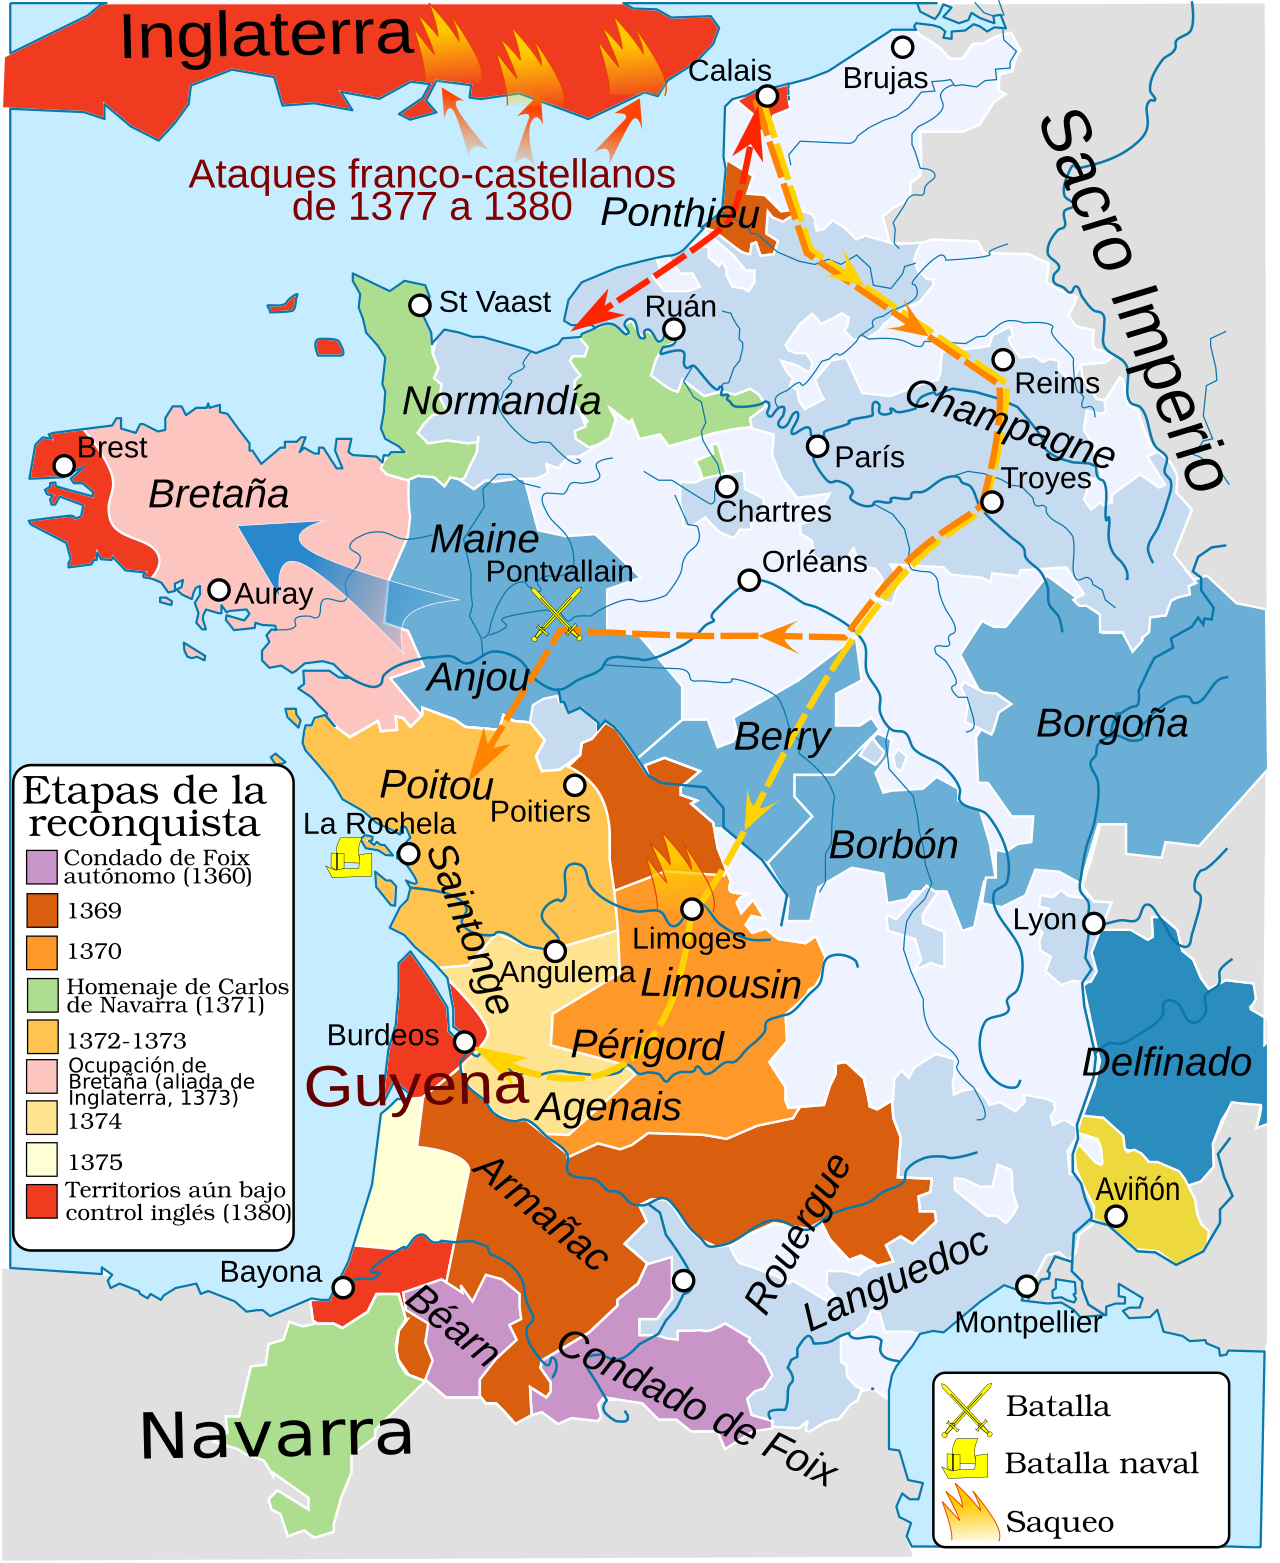 Inglaterra
Calais
Brujas
Sacro Imperio
Ataques franco-castellanos
de 1377 a 1380
Ponthieu
St Vaast
Ruán
Reims
Normandía
Champagne
Brest
París
Troyes
Bretaña
Chartres
Maine
Orléans
Pontvallain
Auray
Anjou
Borgoña
Berry
Poitou
Poitiers
La Rochela
Saintonge
Borbón
Lyon
Limoges
Angulema
Limousin
Burdeos
Périgord
Guyena
Delfinado
Agenais
Armañac
Rouergue
Aviñón
Languedoc
Bayona
Béarn
Montpellier
Condado de Foix
Navarra
Etapas de la
reconquista
Condado de Foix
autónomo (1360)
1369
1370
Homenaje de Carlos
de Navarra (1371)
1372-1373
Ocupación de
Bretaña (aliada de
Inglaterra, 1373)
1374
1375
Territorios aún bajo
control inglés (1380)
Batalla
Batalla naval
Saqueo